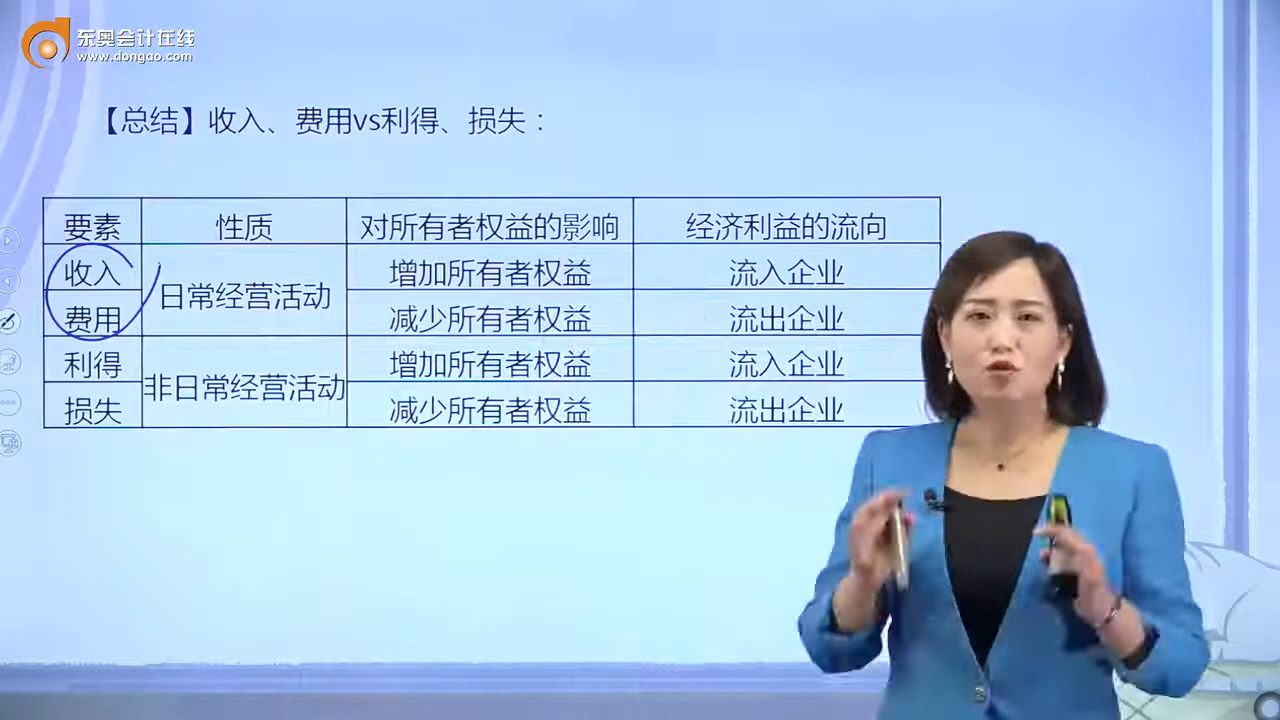 东奥会计在线
www.dongao.com
【总结】收入、费用vs利得、损失：
要素 性质 对所有者权益的影响 经济利益的流向
收入 日常经营活动 增加所有者权益 流入企业
费用 减少所有者权益 流出企业
利得 非日常经营活动 增加所有者权益 流入企业
损失 减少所有者权益 流出企业